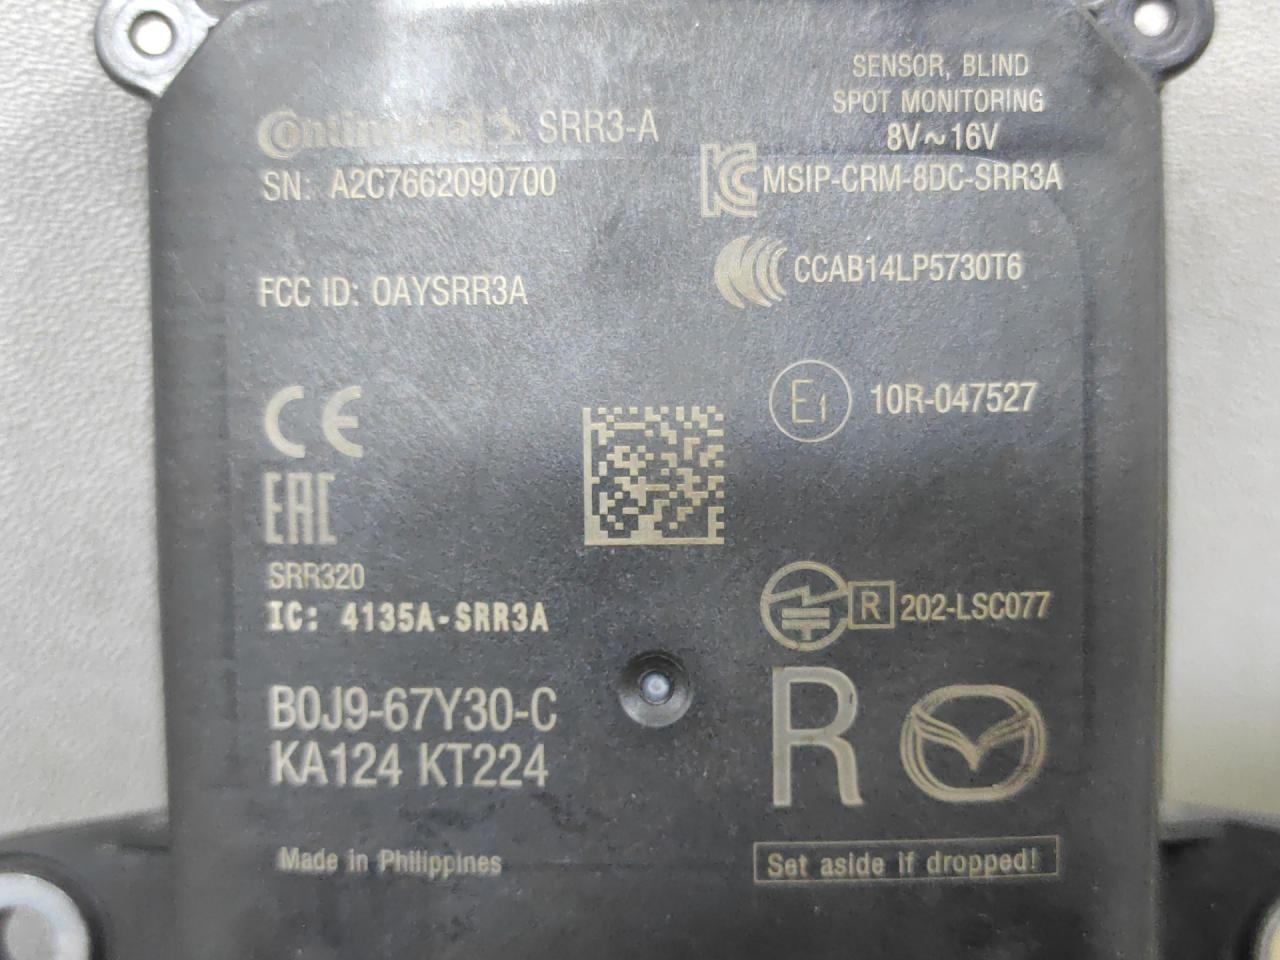 SENSOR, BLIND
SPOT MONITORING
8V~16V
Continental SRR3-A
SN: A2C7662090700
MSIP-CRM-8DC-SRR3A
CCAB14LP5730T6
FCC ID: OAYSRR3A
CE
E1 10R-047527
EAC
SRR320
IC: 4135A-SRR3A
R 202-LSC077
B0J9-67Y30-C
KA124 KT224
R
Made in Philippines
Set aside if dropped!